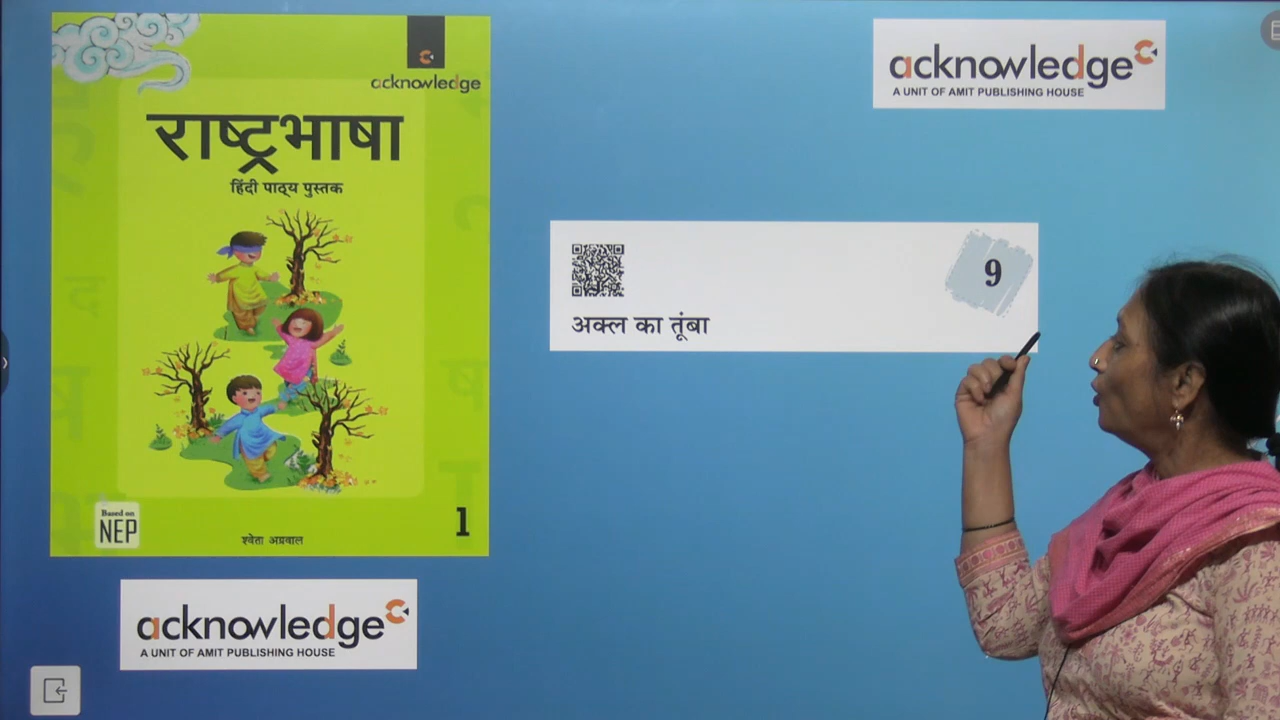 acknowledge
राष्ट्रभाषा
हिंदी पाठ्य पुस्तक
Based on
NEP
श्वेता अग्रवाल
1
acknowledge
A UNIT OF AMIT PUBLISHING HOUSE
acknowledge
A UNIT OF AMIT PUBLISHING HOUSE
9
अक्ल का तूंबा